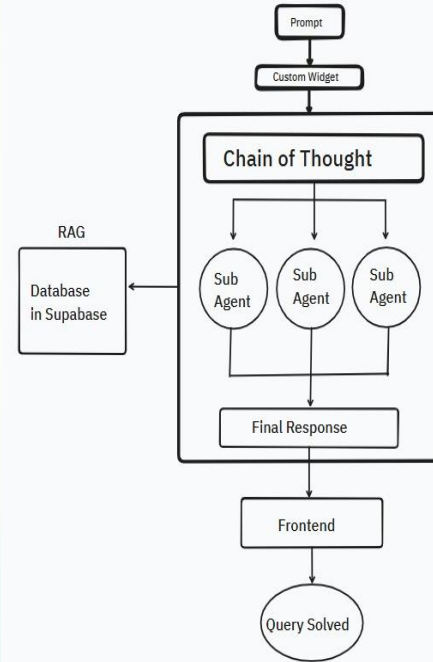 Prompt
Custom Widget
Chain of Thought
RAG
Database
in Supabase
Sub
Agent
Sub
Agent
Sub
Agent
Final Response
Frontend
Query Solved